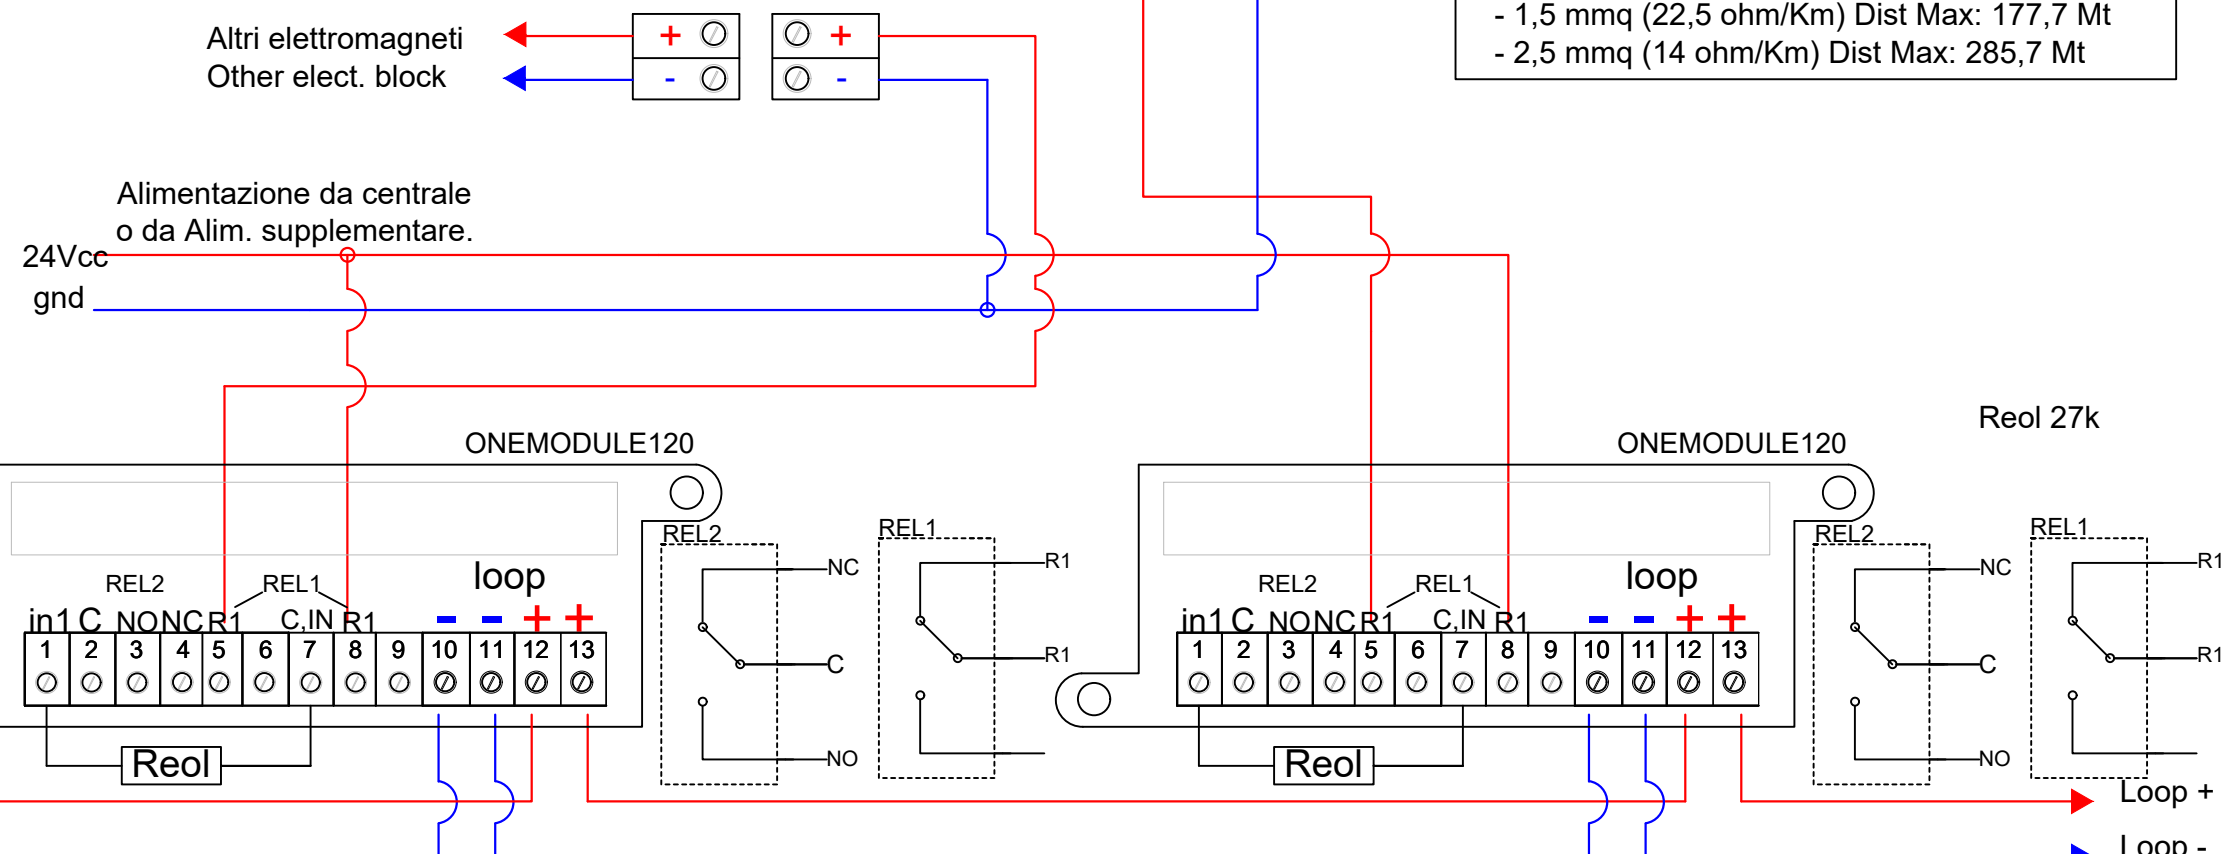 - 1,5 mmq (22,5 ohm/Km) Dist Max: 177,7 Mt
- 2,5 mmq (14 ohm/Km) Dist Max: 285,7 Mt
Altri elettromagneti
Other elect. block
+ +
- -
Alimentazione da centrale
o da Alim. supplementare.
24Vcc
gnd
Reol 27k
ONEMODULE120
REL2 REL1 loop
in1 C NO NC R1 C,IN R1 - - + +
1 2 3 4 5 6 7 8 9 10 11 12 13
Reol
REL2
NC
C
NO
REL1
R1
R1
ONEMODULE120
REL2 REL1 loop
in1 C NO NC R1 C,IN R1 - - + +
1 2 3 4 5 6 7 8 9 10 11 12 13
Reol
REL2
NC
C
NO
REL1
R1
R1
Loop +
Loop -